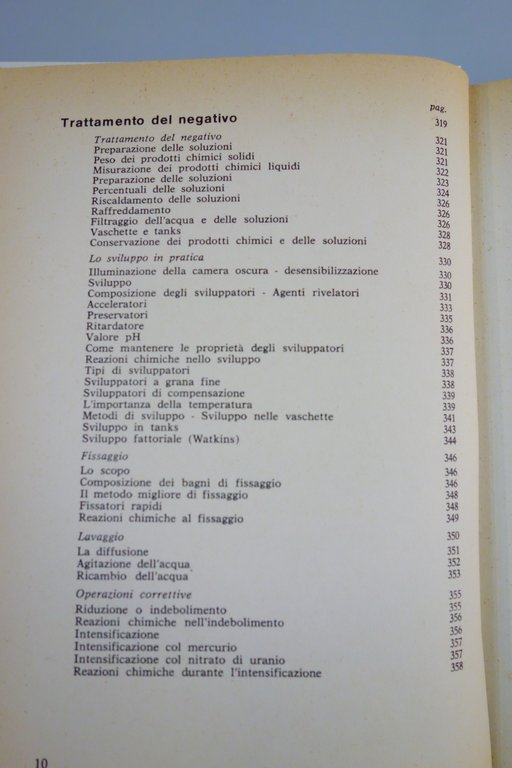 pag.
Trattamento del negativo 319
Trattamento del negativo 321
Preparazione delle soluzioni 321
Peso dei prodotti chimici solidi 321
Misurazione dei prodotti chimici liquidi 322
Preparazione delle soluzioni 323
Percentuali delle soluzioni 324
Riscaldamento delle soluzioni 326
Raffreddamento 326
Filtraggio dell'acqua e delle soluzioni 326
Vaschette e tanks 328
Conservazione dei prodotti chimici e delle soluzioni 328
Lo sviluppo in pratica 330
Illuminazione della camera oscura - desensibilizzazione 330
Sviluppo 330
Composizione degli sviluppatori - Agenti rivelatori 331
Acceleratori 333
Preservatori 335
Ritardatore 336
Valore pH 336
Come mantenere le proprietà degli sviluppatori 337
Reazioni chimiche nello sviluppo 337
Tipi di sviluppatori 338
Sviluppatori a grana fine 338
Sviluppatori di compensazione 339
L'importanza della temperatura 339
Metodi di sviluppo - Sviluppo nelle vaschette 341
Sviluppo in tanks 343
Sviluppo fattoriale (Watkins) 344
Fissaggio 346
Lo scopo 346
Composizione dei bagni di fissaggio 346
Il metodo migliore di fissaggio 348
Fissatori rapidi 348
Reazioni chimiche al fissaggio 349
Lavaggio 350
La diffusione 351
Agitazione dell'acqua 352
Ricambio dell'acqua 353
Operazioni correttive 355
Riduzione o indebolimento 355
Reazioni chimiche nell'indebolimento 356
Intensificazione 356
Intensificazione col mercurio 357
Intensificazione col nitrato di uranio 357
Reazioni chimiche durante l'intensificazione 358
10